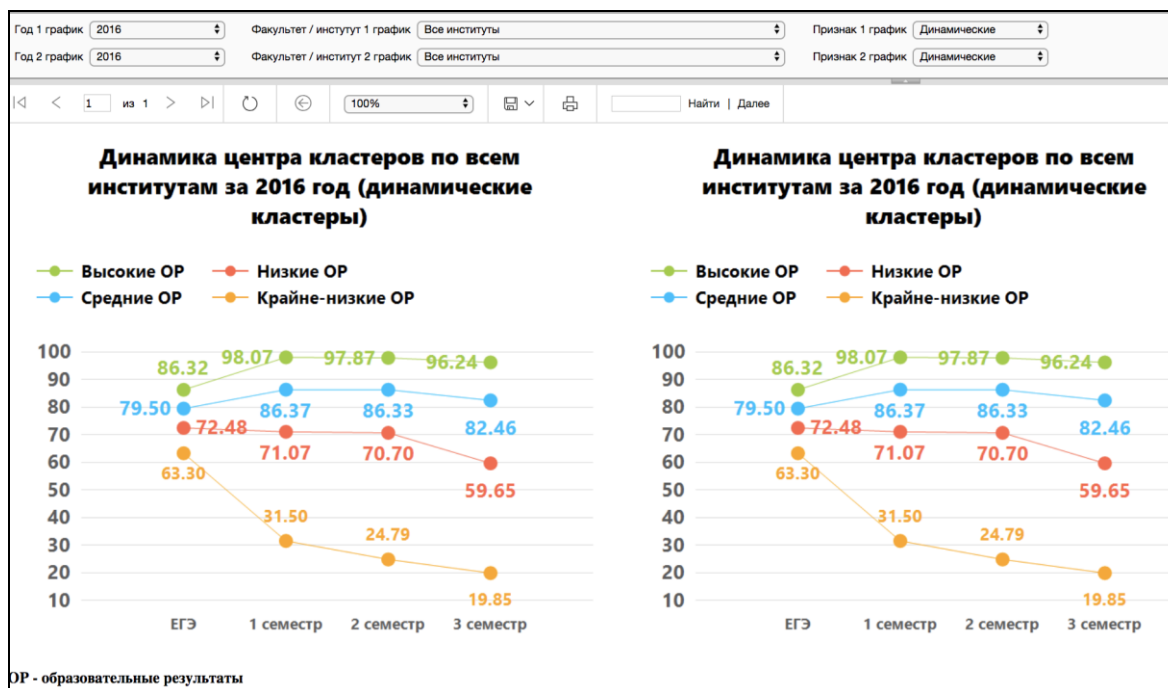 Год 1 график 2016 Факультет / институт 1 график Все институты Признак 1 график Динамические
Год 2 график 2016 Факультет / институт 2 график Все институты Признак 2 график Динамические
1 из 1 100% Найти | Далее
Динамика центра кластеров по всем
институтам за 2016 год (динамические
кластеры)
Высокие ОР Низкие ОР
Средние ОР Крайне-низкие ОР
100
90
80
70
60
50
40
30
20
10
86.32 98.07 97.87 96.24
79.50 86.37 86.33 82.46
72.48 71.07 70.70 59.65
63.30 31.50 24.79 19.85
ЕГЭ 1 семестр 2 семестр 3 семестр
Динамика центра кластеров по всем
институтам за 2016 год (динамические
кластеры)
Высокие ОР Низкие ОР
Средние ОР Крайне-низкие ОР
100
90
80
70
60
50
40
30
20
10
86.32 98.07 97.87 96.24
79.50 86.37 86.33 82.46
72.48 71.07 70.70 59.65
63.30 31.50 24.79 19.85
ЕГЭ 1 семестр 2 семестр 3 семестр
ОР - образовательные результаты